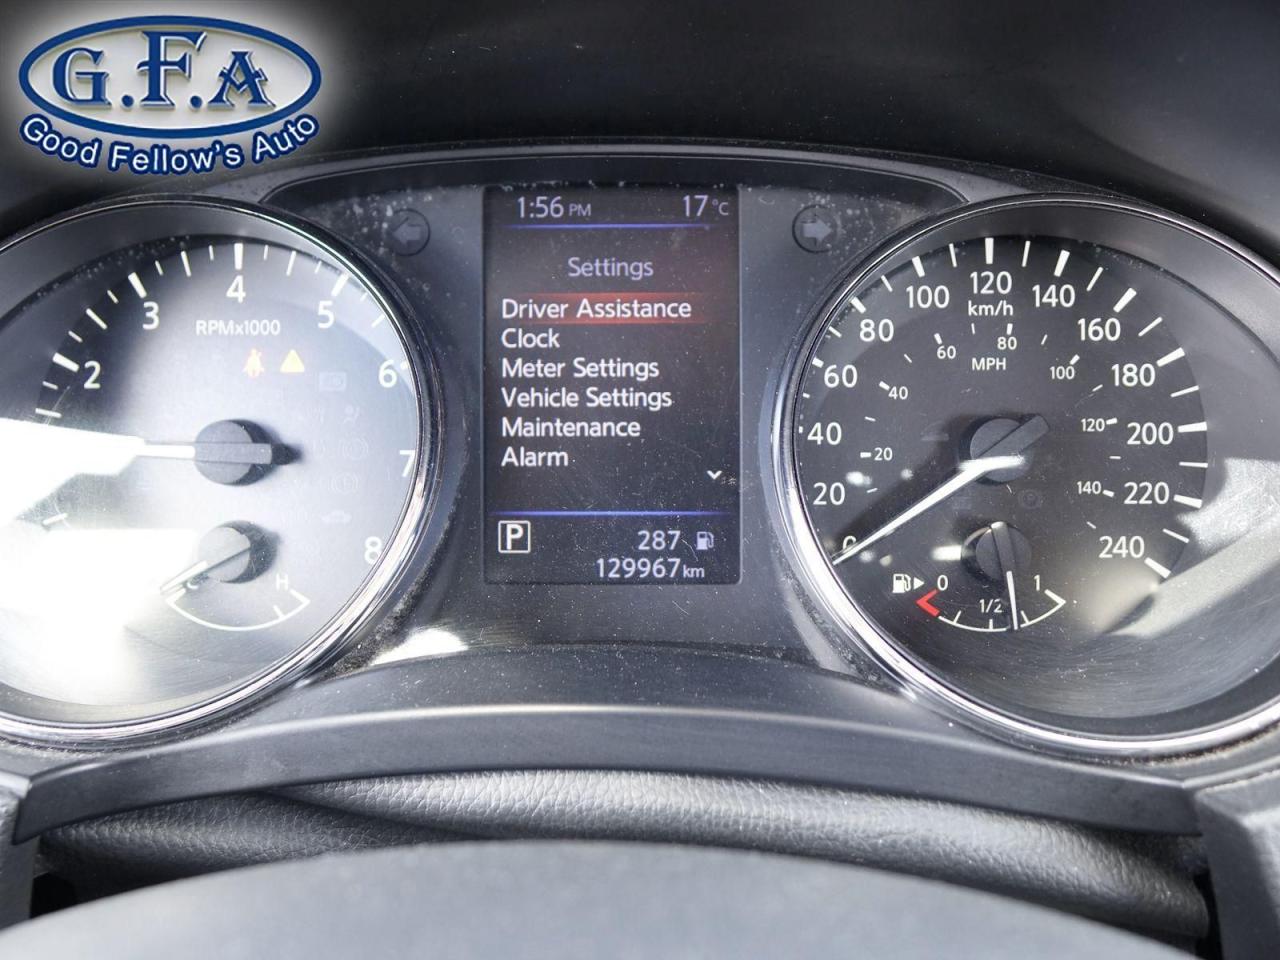 G.F.A
Good Fellow's Auto
1:56 PM 17 °C
Settings
Driver Assistance
Clock
Meter Settings
Vehicle Settings
Maintenance
Alarm
P
287
129967 km
1 2 3 4 5 6 7 8
RPMx1000
H
0 20 40 60 80 100 120 140 160 180 200 220 240
km/h
20 40 60 80 100 120 140
MPH
0 1/2 1